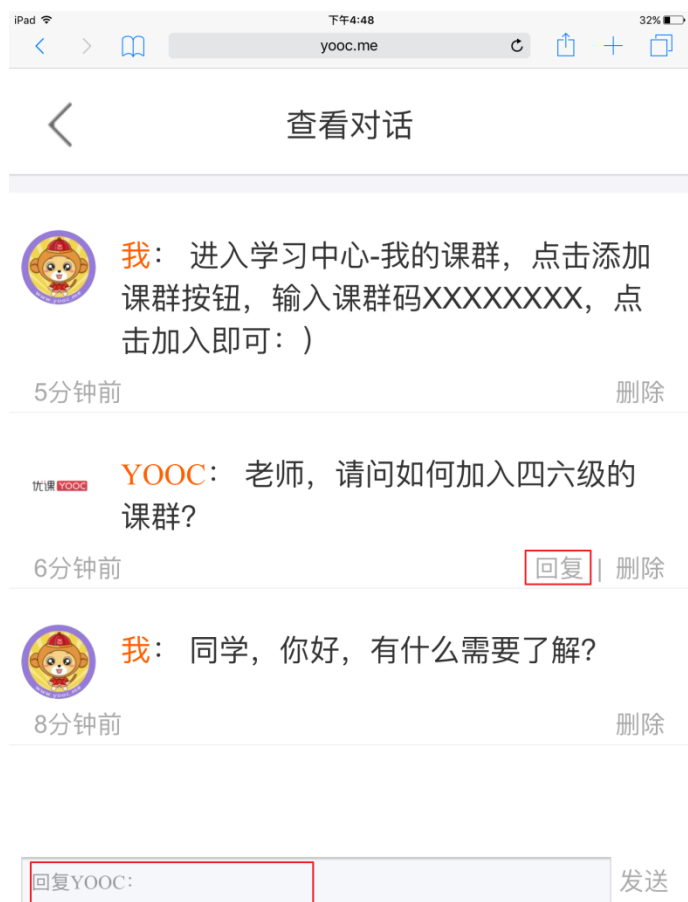 iPad 下午4:48 32%
yooc.me
查看对话
我： 进入学习中心-我的课群，点击添加
课群按钮，输入课群码XXXXXXXX，点
击加入即可：)
5分钟前 删除
优课 YOOC
YOOC： 老师，请问如何加入四六级的
课群?
6分钟前 回复 | 删除
我： 同学，你好，有什么需要了解?
www.yooc.me
8分钟前 删除
回复YOOC： 发送